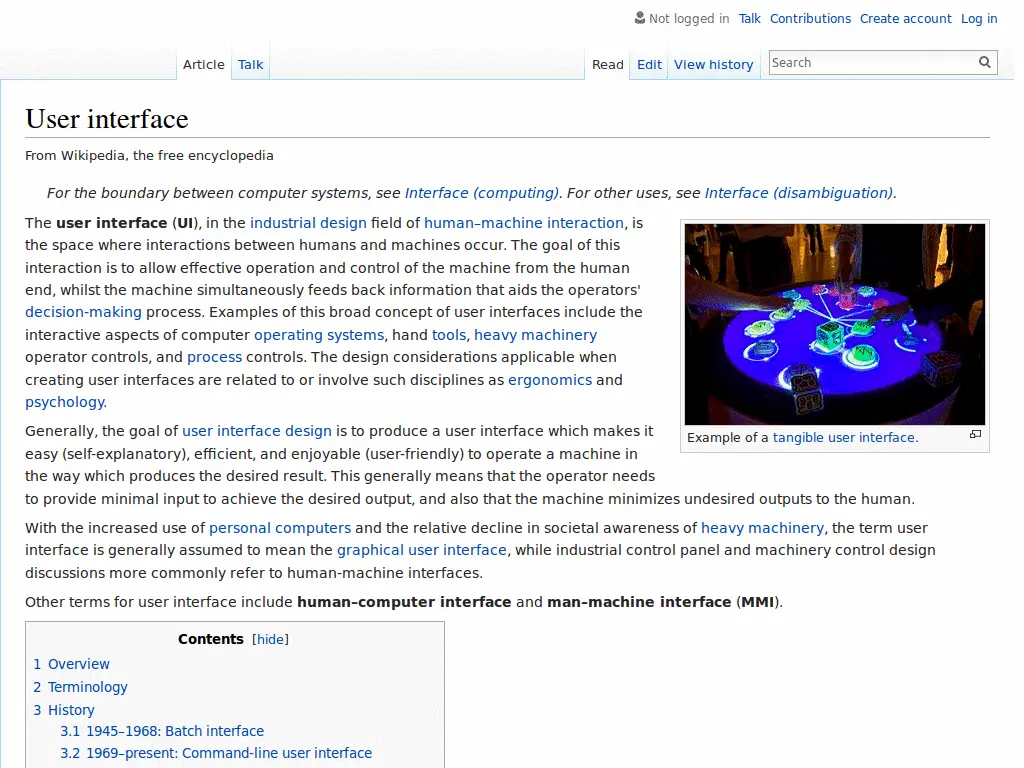 Not logged in Talk Contributions Create account Log in
Article Talk Read Edit View history Search
User interface
From Wikipedia, the free encyclopedia
For the boundary between computer systems, see Interface (computing). For other uses, see Interface (disambiguation).
The user interface (UI), in the industrial design field of human–machine interaction, is
the space where interactions between humans and machines occur. The goal of this
interaction is to allow effective operation and control of the machine from the human
end, whilst the machine simultaneously feeds back information that aids the operators'
decision-making process. Examples of this broad concept of user interfaces include the
interactive aspects of computer operating systems, hand tools, heavy machinery
operator controls, and process controls. The design considerations applicable when
creating user interfaces are related to or involve such disciplines as ergonomics and
psychology.
Example of a tangible user interface.
Generally, the goal of user interface design is to produce a user interface which makes it
easy (self-explanatory), efficient, and enjoyable (user-friendly) to operate a machine in
the way which produces the desired result. This generally means that the operator needs
to provide minimal input to achieve the desired output, and also that the machine minimizes undesired outputs to the human.
With the increased use of personal computers and the relative decline in societal awareness of heavy machinery, the term user
interface is generally assumed to mean the graphical user interface, while industrial control panel and machinery control design
discussions more commonly refer to human-machine interfaces.
Other terms for user interface include human–computer interface and man–machine interface (MMI).
Contents [hide]
1 Overview
2 Terminology
3 History
3.1 1945–1968: Batch interface
3.2 1969–present: Command-line user interface